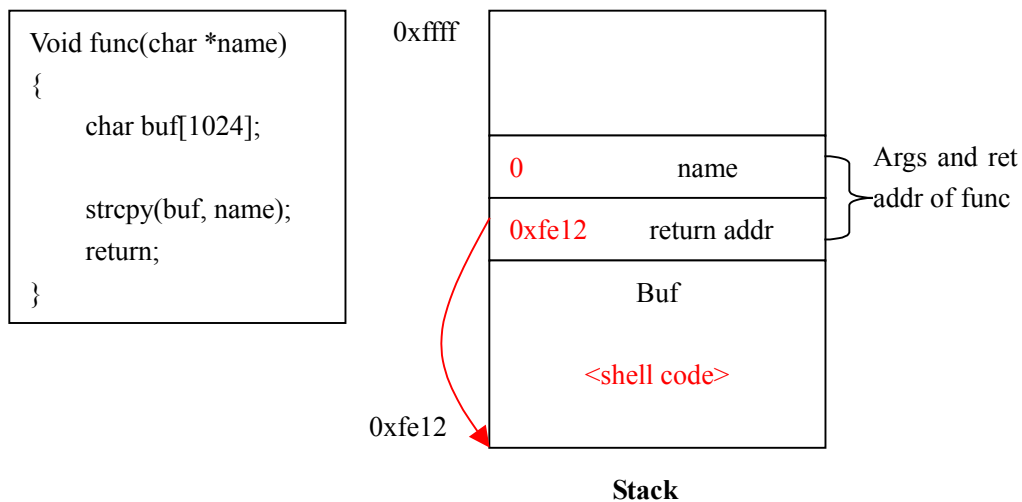 Void func(char *name)
{
char buf[1024];
strcpy(buf, name);
return;
}
0xffff
0 name
0xfe12 return addr
Args and ret
addr of func
Buf
<shell code>
0xfe12
Stack